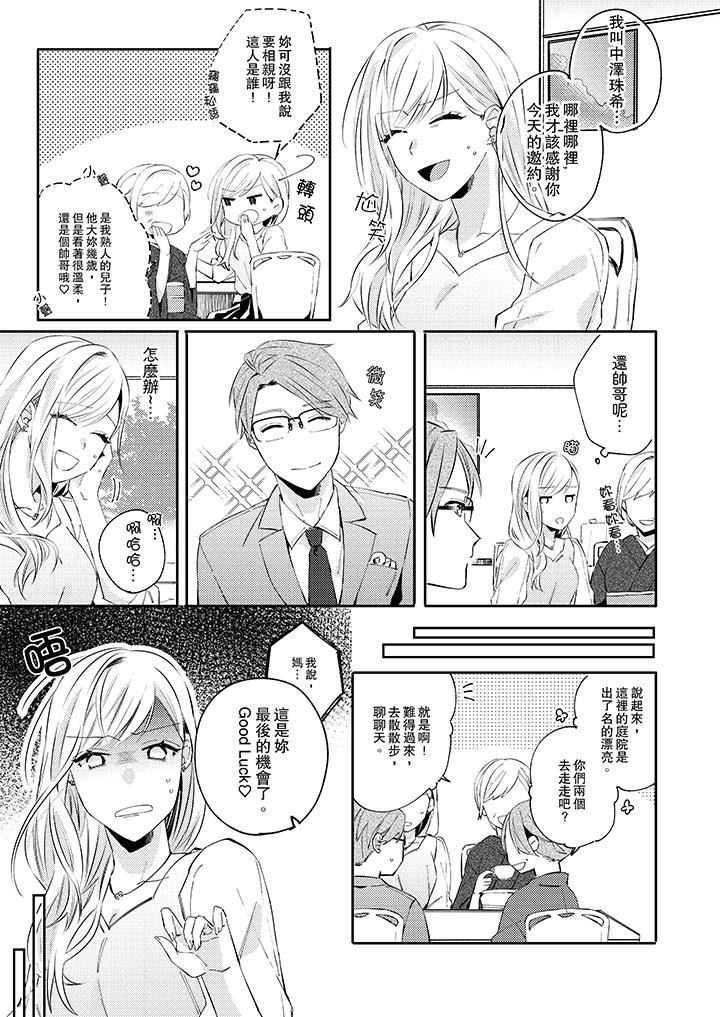 我叫中澤珠希…
哪裡哪裡
我才該感謝你
今天的邀約。
尬笑
妳可沒跟我說
要相親呀！
這人是誰！
竊竊私語
轉頭
小聲
是我熟人的兒子！
他大妳幾歲，
但是看著很溫柔，
還是個帥哥哦♡
小聲
還帥哥呢…
瞄
妳看妳看…
微笑
怎麼辦~…
啊…
啊哈哈…
說起來，
這裡的庭院是
出了名的漂亮。
你們兩個
去走走吧？
就是啊！
難得過來，
去散散步，
聊聊天。
我說，
媽…
這是妳
最後的機會了。
Good Luck♡
唔